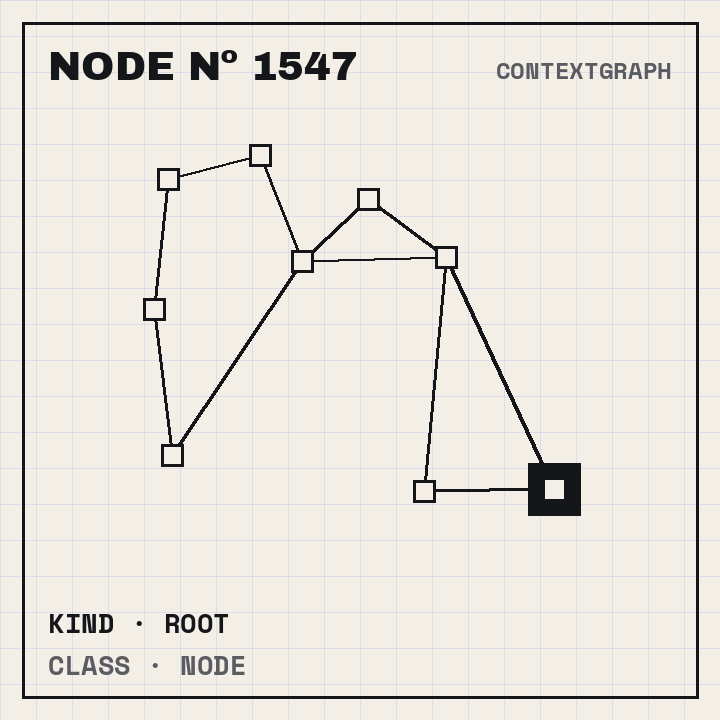 NODE Nº 1547
CONTEXTGRAPH
KIND · ROOT
CLASS · NODE